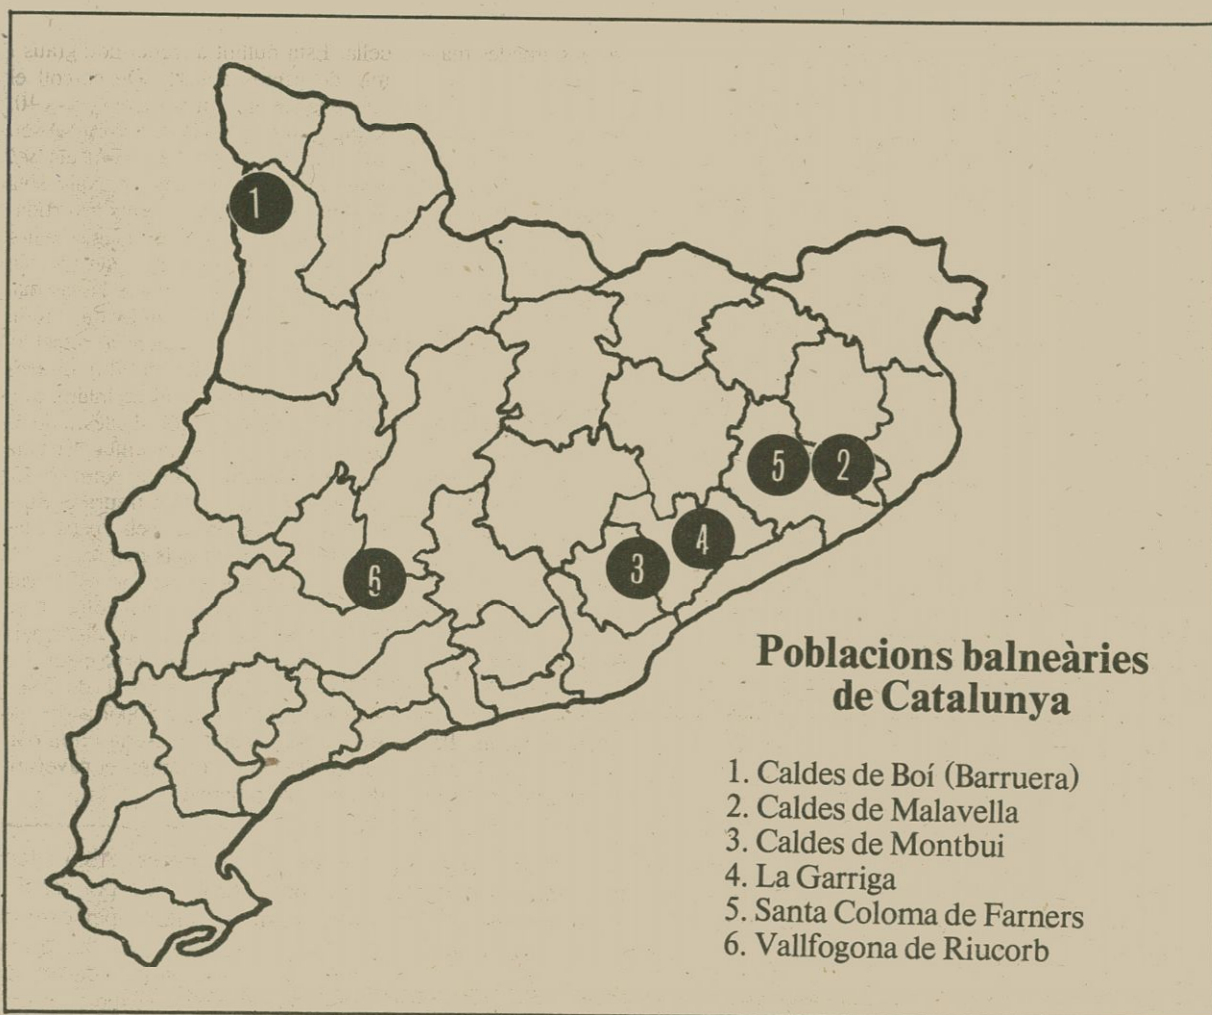 1
5
2
4
3
6
Poblacions balneàries
de Catalunya
1. Caldes de Boí (Barruera)
2. Caldes de Malavella
3. Caldes de Montbui
4. La Garriga
5. Santa Coloma de Farners
6. Vallfogona de Riucorb